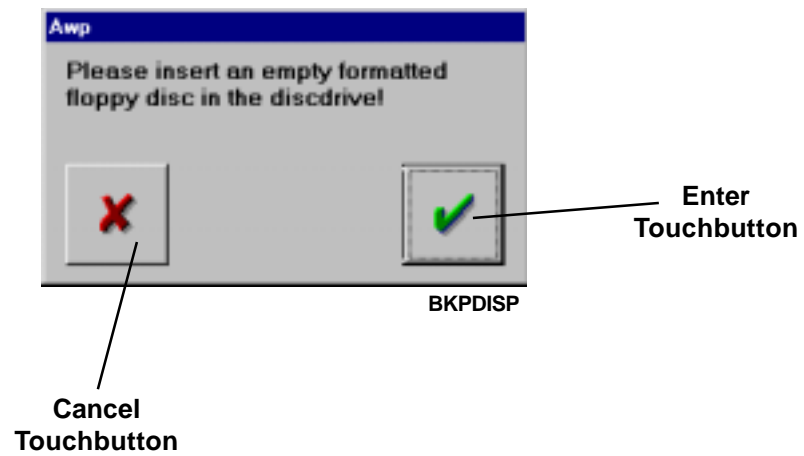 Awp
Please insert an empty formatted
floppy disc in the discdrive!
Enter
Touchbutton
BKPDISP
Cancel
Touchbutton